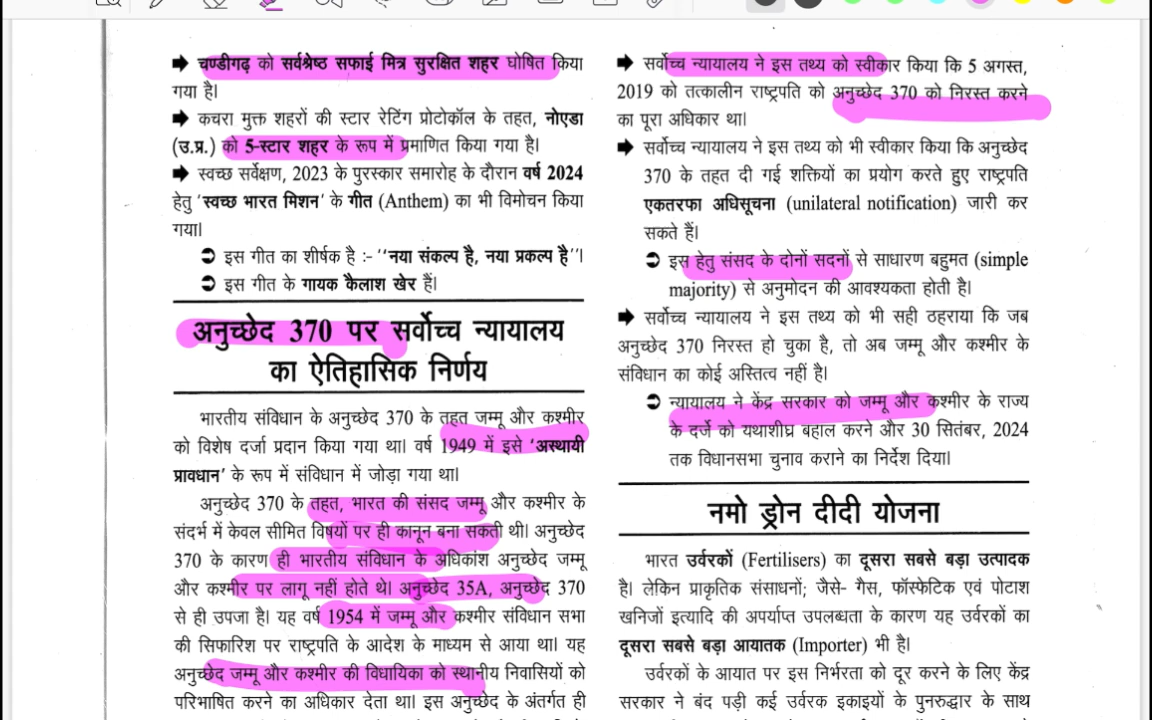 ➡ चण्डीगढ़ को सर्वश्रेष्ठ सफाई मित्र सुरक्षित शहर घोषित किया
गया है।
➡ कचरा मुक्त शहरों की स्टार रेटिंग प्रोटोकॉल के तहत, नोएडा
(उ.प्र.) को 5-स्टार शहर के रूप में प्रमाणित किया गया है।
➡ स्वच्छ सर्वेक्षण, 2023 के पुरस्कार समारोह के दौरान वर्ष 2024
हेतु 'स्वच्छ भारत मिशन' के गीत (Anthem) का भी विमोचन किया
गया।
➲ इस गीत का शीर्षक है :- ''नया संकल्प है, नया प्रकल्प है''।
➲ इस गीत के गायक कैलाश खेर हैं।
अनुच्छेद 370 पर सर्वोच्च न्यायालय
का ऐतिहासिक निर्णय
भारतीय संविधान के अनुच्छेद 370 के तहत जम्मू और कश्मीर
को विशेष दर्जा प्रदान किया गया था। वर्ष 1949 में इसे 'अस्थायी
प्रावधान' के रूप में संविधान में जोड़ा गया था।
अनुच्छेद 370 के तहत, भारत की संसद जम्मू और कश्मीर के
संदर्भ में केवल सीमित विषयों पर ही कानून बना सकती थी। अनुच्छेद
370 के कारण ही भारतीय संविधान के अधिकांश अनुच्छेद जम्मू
और कश्मीर पर लागू नहीं होते थे। अनुच्छेद 35A, अनुच्छेद 370
से ही उपजा है। यह वर्ष 1954 में जम्मू और कश्मीर संविधान सभा
की सिफारिश पर राष्ट्रपति के आदेश के माध्यम से आया था। यह
अनुच्छेद जम्मू और कश्मीर की विधायिका को स्थानीय निवासियों को
परिभाषित करने का अधिकार देता था। इस अनुच्छेद के अंतर्गत ही
➡ सर्वोच्च न्यायालय ने इस तथ्य को स्वीकार किया कि 5 अगस्त,
2019 को तत्कालीन राष्ट्रपति को अनुच्छेद 370 को निरस्त करने
का पूरा अधिकार था।
➡ सर्वोच्च न्यायालय ने इस तथ्य को भी स्वीकार किया कि अनुच्छेद
370 के तहत दी गई शक्तियों का प्रयोग करते हुए राष्ट्रपति
एकतरफा अधिसूचना (unilateral notification) जारी कर
सकते हैं।
➲ इस हेतु संसद के दोनों सदनों से साधारण बहुमत (simple
majority) से अनुमोदन की आवश्यकता होती है।
➡ सर्वोच्च न्यायालय ने इस तथ्य को भी सही ठहराया कि जब
अनुच्छेद 370 निरस्त हो चुका है, तो अब जम्मू और कश्मीर के
संविधान का कोई अस्तित्व नहीं है।
➲ न्यायालय ने केंद्र सरकार को जम्मू और कश्मीर के राज्य
के दर्जे को यथाशीघ्र बहाल करने और 30 सितंबर, 2024
तक विधानसभा चुनाव कराने का निर्देश दिया।
नमो ड्रोन दीदी योजना
भारत उर्वरकों (Fertilisers) का दूसरा सबसे बड़ा उत्पादक
है। लेकिन प्राकृतिक संसाधनों; जैसे- गैस, फॉस्फेटिक एवं पोटाश
खनिजों इत्यादि की अपर्याप्त उपलब्धता के कारण यह उर्वरकों का
दूसरा सबसे बड़ा आयातक (Importer) भी है।
उर्वरकों के आयात पर इस निर्भरता को दूर करने के लिए केंद्र
सरकार ने बंद पड़ी कई उर्वरक इकाइयों के पुनरुद्धार के साथ